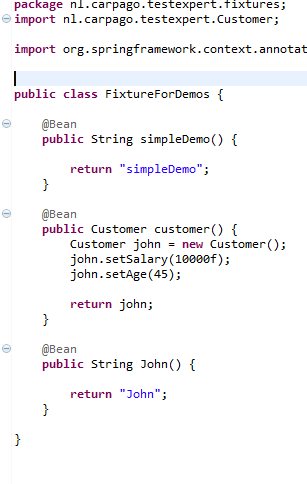 package nl.carpago.testexpert.fixtures;
import nl.carpago.testexpert.Customer;
import org.springframework.context.annotat
public class FixtureForDemos {
@Bean
public String simpleDemo() {
return "simpleDemo";
}
@Bean
public Customer customer() {
Customer john = new Customer();
john.setSalary(10000f);
john.setAge(45);
return john;
}
@Bean
public String John() {
return "John";
}
}